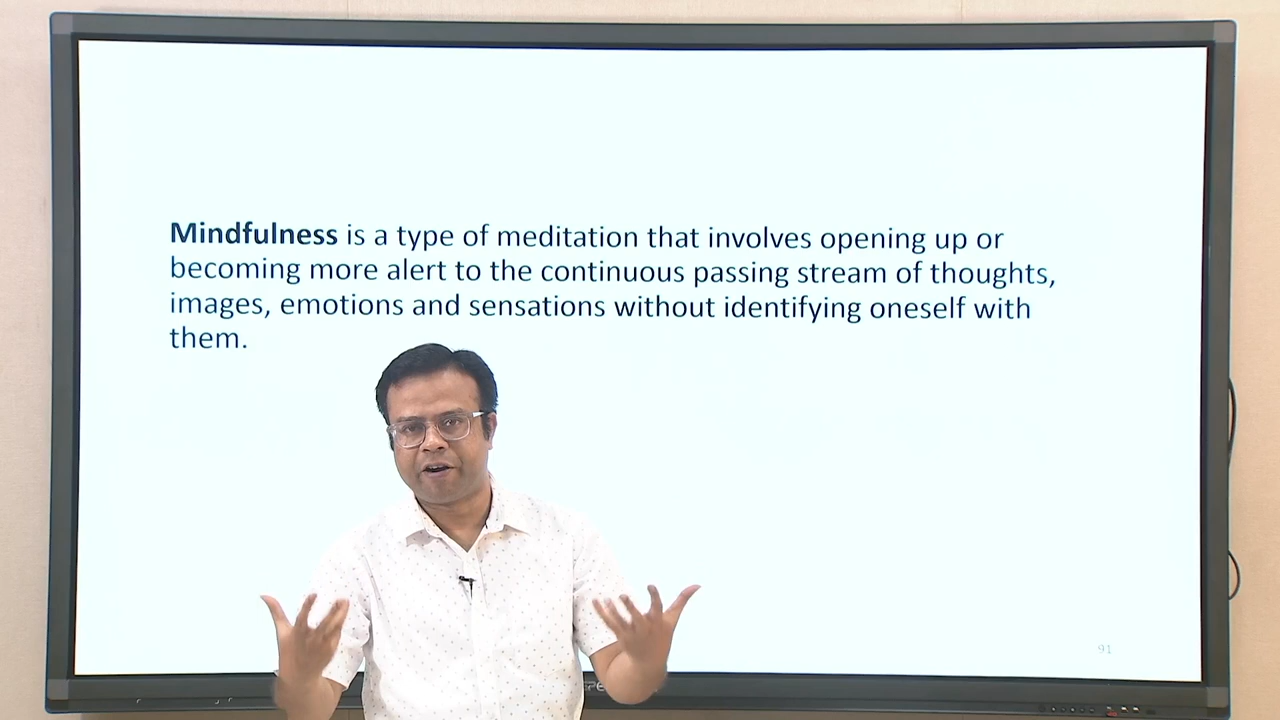 Mindfulness is a type of meditation that involves opening up or
becoming more alert to the continuous passing stream of thoughts,
images, emotions and sensations without identifying oneself with
them.
91